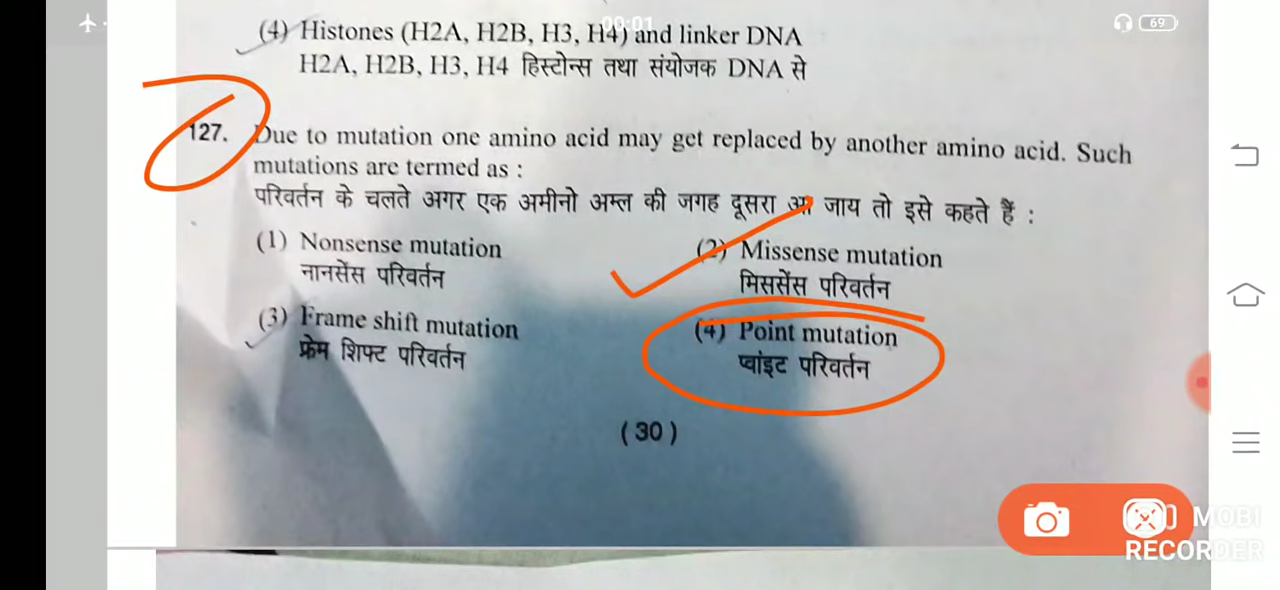 00:01
69
(4) Histones (H2A, H2B, H3, H4) and linker DNA
H2A, H2B, H3, H4 हिस्टोन्स तथा संयोजक DNA से
127. Due to mutation one amino acid may get replaced by another amino acid. Such
mutations are termed as :
परिवर्तन के चलते अगर एक अमीनो अम्ल की जगह दूसरा आ जाय तो इसे कहते हैं :
(1) Nonsense mutation
नानसेंस परिवर्तन
(2) Missense mutation
मिससेंस परिवर्तन
(3) Frame shift mutation
फ्रेम शिफ्ट परिवर्तन
(4) Point mutation
प्वांइट परिवर्तन
(30)
MOBI
RECORDER